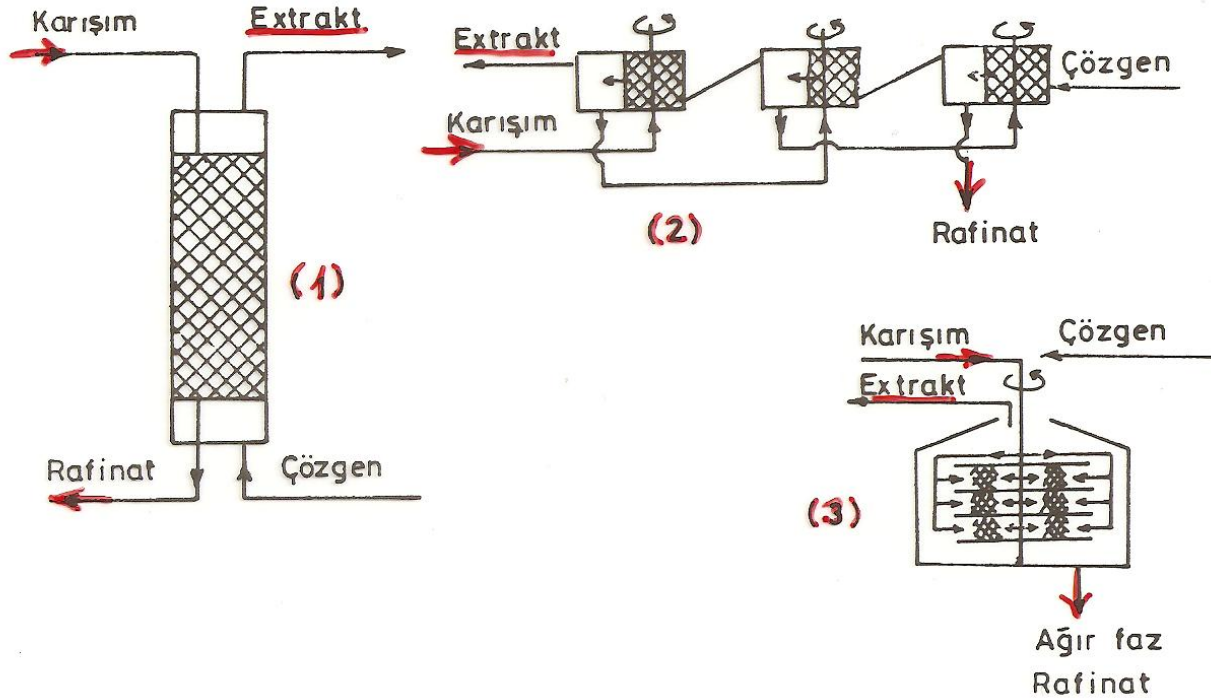 Karışım
Extrakt
Rafinat
Çözgen
(1)
Extrakt
Karışım
Çözgen
Rafinat
(2)
Karışım
Çözgen
Extrakt
(3)
Ağır faz
Rafinat